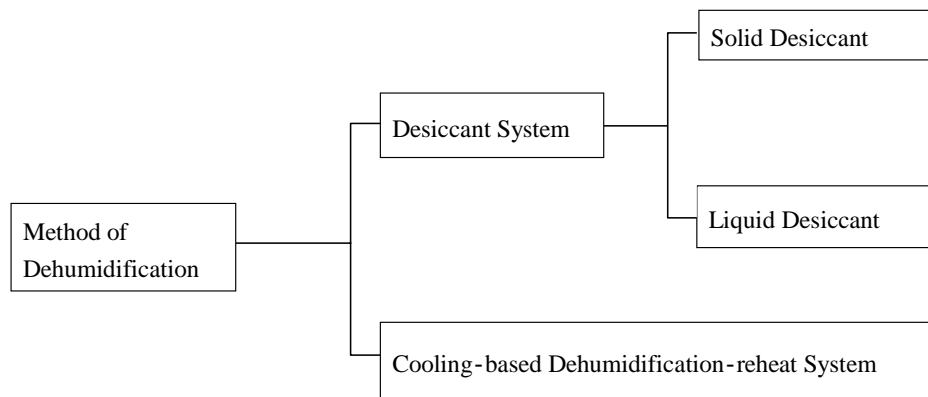 Solid Desiccant
Desiccant System
Liquid Desiccant
Method of
Dehumidification
Cooling-based Dehumidification-reheat System